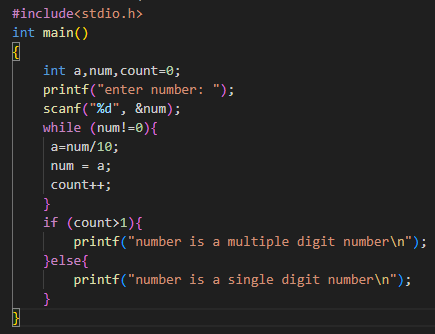 #include<stdio.h>
int main()
{
    int a,num,count=0;
    printf("enter number: ");
    scanf("%d", &num);
    while (num!=0){
     a=num/10;
     num = a;
     count++;
    }
    if (count>1){
        printf("number is a multiple digit number\n");
    }else{
        printf("number is a single digit number\n");
    }
}